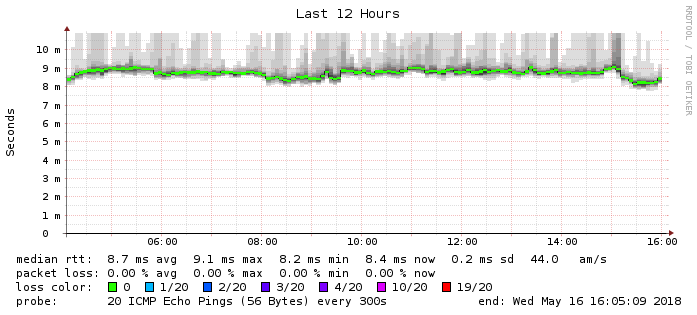 Last 12 Hours
RRDTOOL / TOBI OETIKER
Seconds
10 m
9 m
8 m
7 m
6 m
5 m
4 m
3 m
2 m
1 m
0
06:00 08:00 10:00 12:00 14:00 16:00
median rtt: 8.7 ms avg 9.1 ms max 8.2 ms min 8.4 ms now 0.2 ms sd 44.0 am/s
packet loss: 0.00 % avg 0.00 % max 0.00 % min 0.00 % now
loss color: 0 1/20 2/20 3/20 4/20 10/20 19/20
probe: 20 ICMP Echo Pings (56 Bytes) every 300s end: Wed May 16 16:05:09 2018